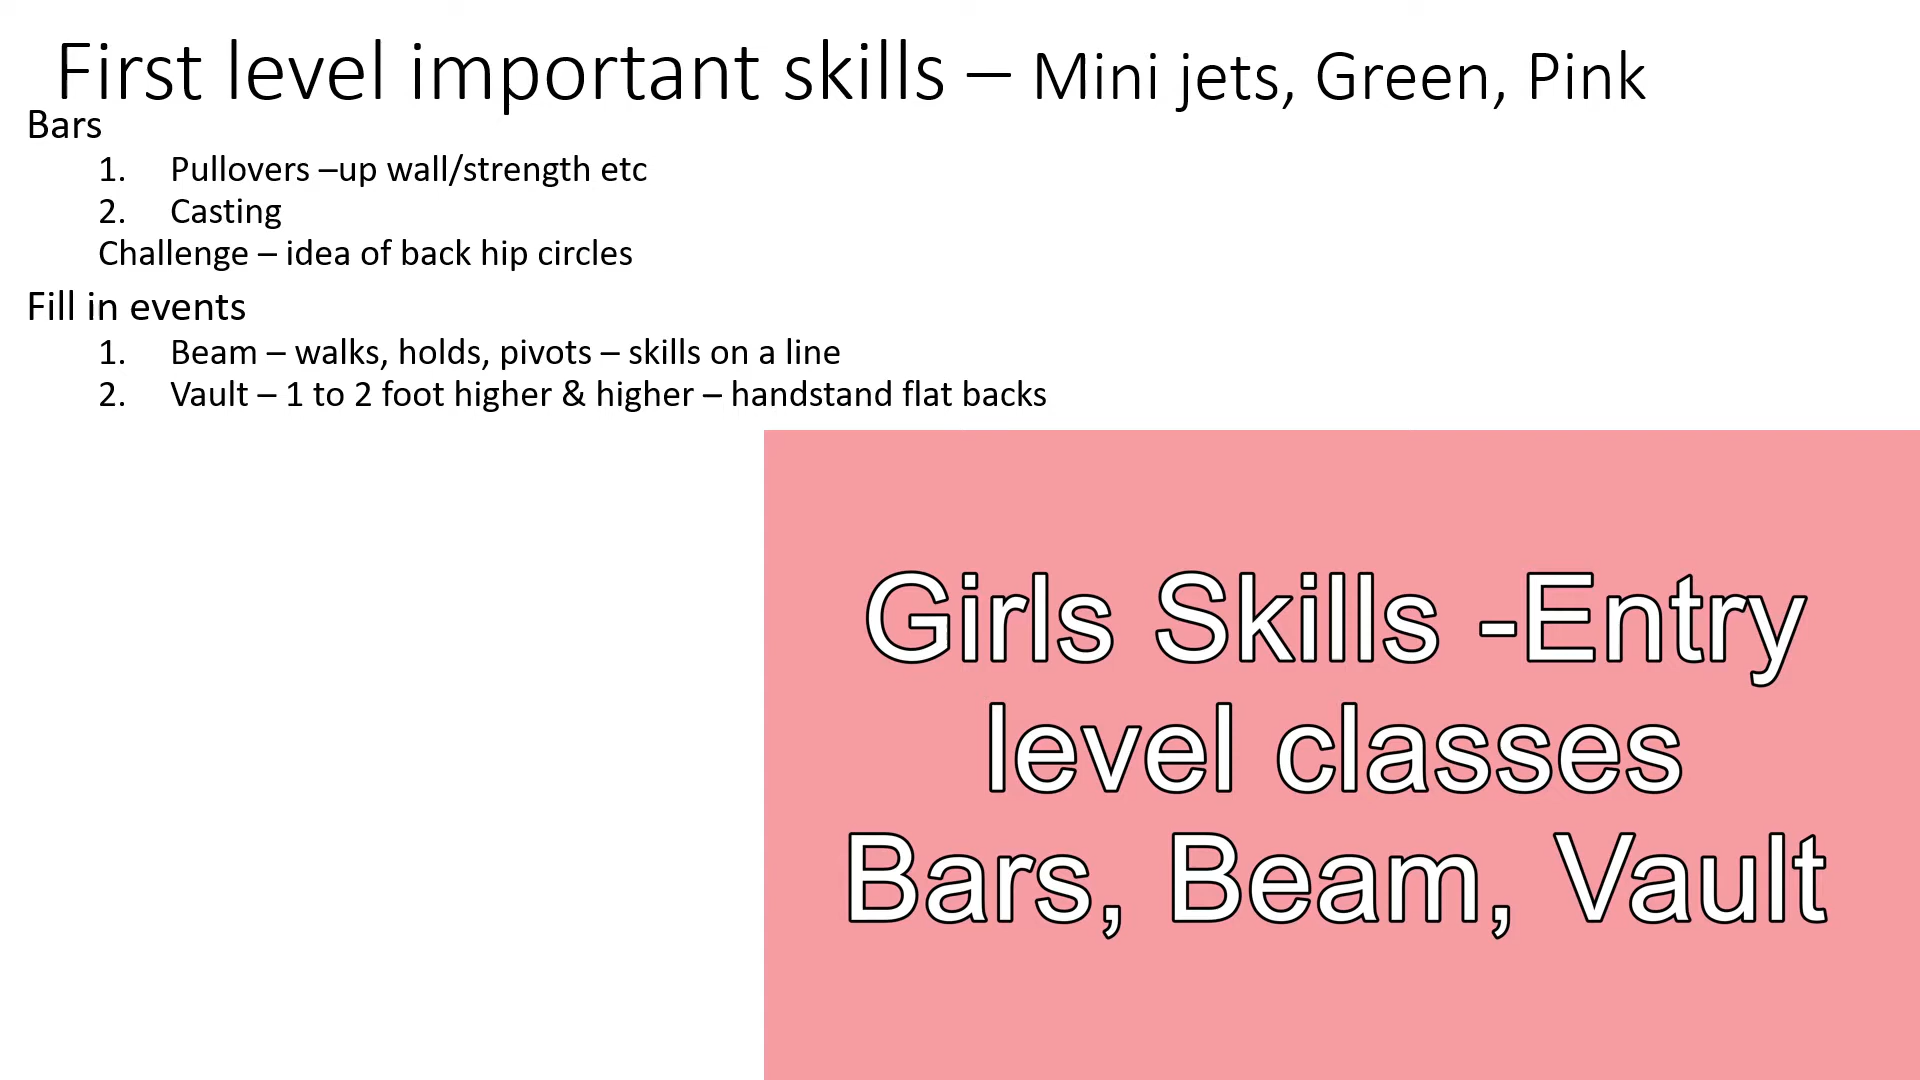 First level important skills – Mini jets, Green, Pink
Bars
1. Pullovers –up wall/strength etc
2. Casting
Challenge – idea of back hip circles
Fill in events
1. Beam – walks, holds, pivots – skills on a line
2. Vault – 1 to 2 foot higher & higher – handstand flat backs
Girls Skills -Entry
level classes
Bars, Beam, Vault